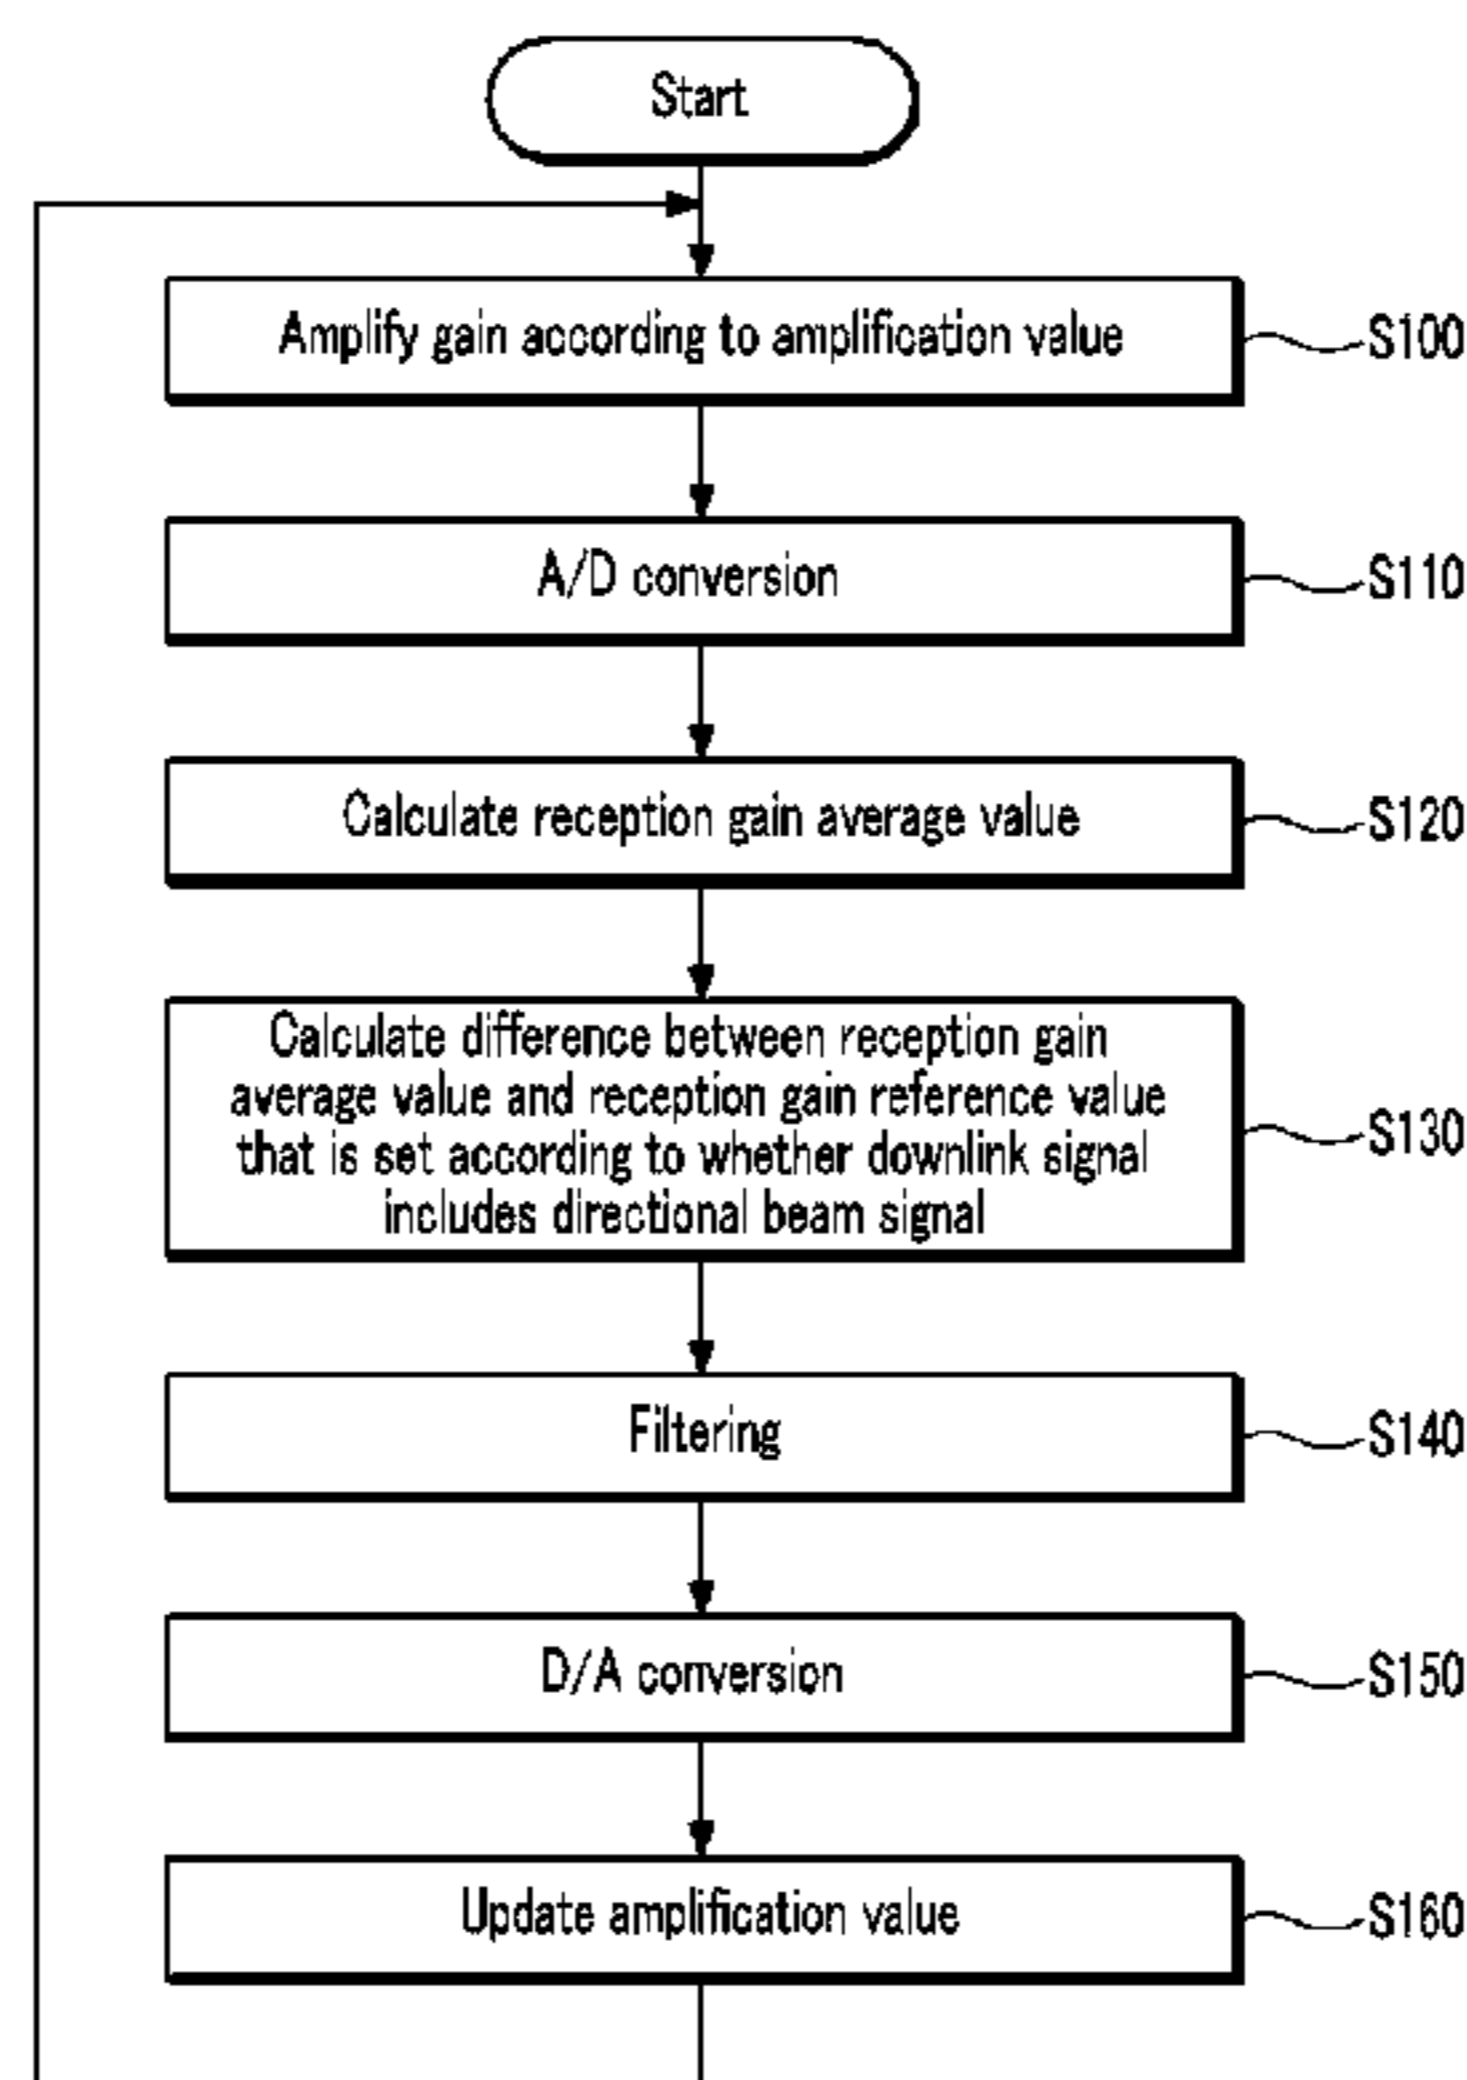 Start
Amplify gain according to amplification value
S100
A/D conversion
S110
Calculate reception gain average value
S120
Calculate difference between reception gain
average value and reception gain reference value
that is set according to whether downlink signal
includes directional beam signal
S130
Filtering
S140
D/A conversion
S150
Update amplification value
S160